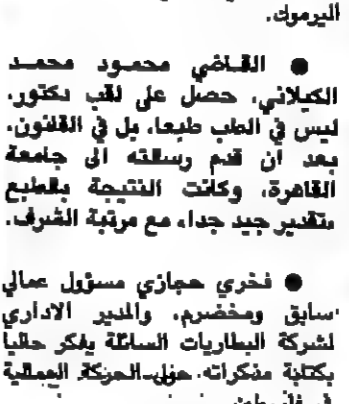 اليرموك.
● القاضي محمود محمد
الكيلاني، حصل على لقب دكتور.
ليس في الطب طبعا، بل في القانون.
بعد ان قدم رسالته الى جامعة
القاهرة، وكانت النتيجة بالطبع
بتقدير جيد جدا، مع مرتبة الشرف.
● فخري حجازي مسؤول عمالي
سابق ومخضرم، والمدير الاداري
لشركة البطاريات السائلة يفكر حاليا
بكتابة مذكراته حول الحركة العمالية
في